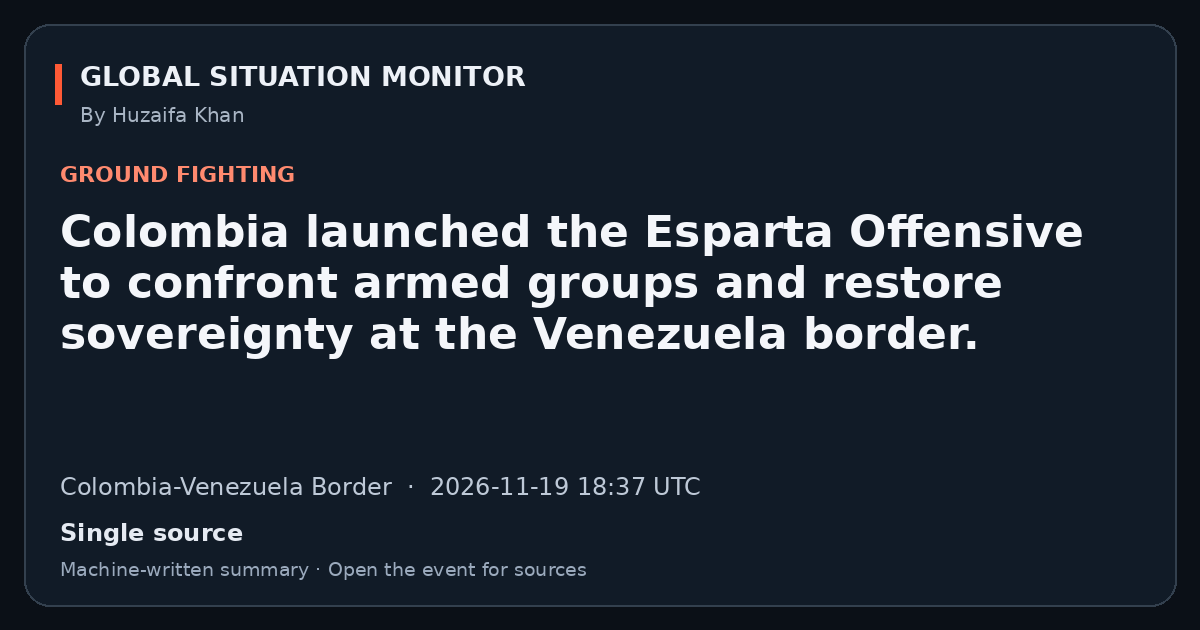 GLOBAL SITUATION MONITOR
By Huzaifa Khan
GROUND FIGHTING
Colombia launched the Esparta Offensive
to confront armed groups and restore
sovereignty at the Venezuela border.
Colombia-Venezuela Border · 2026-11-19 18:37 UTC
Single source
Machine-written summary · Open the event for sources